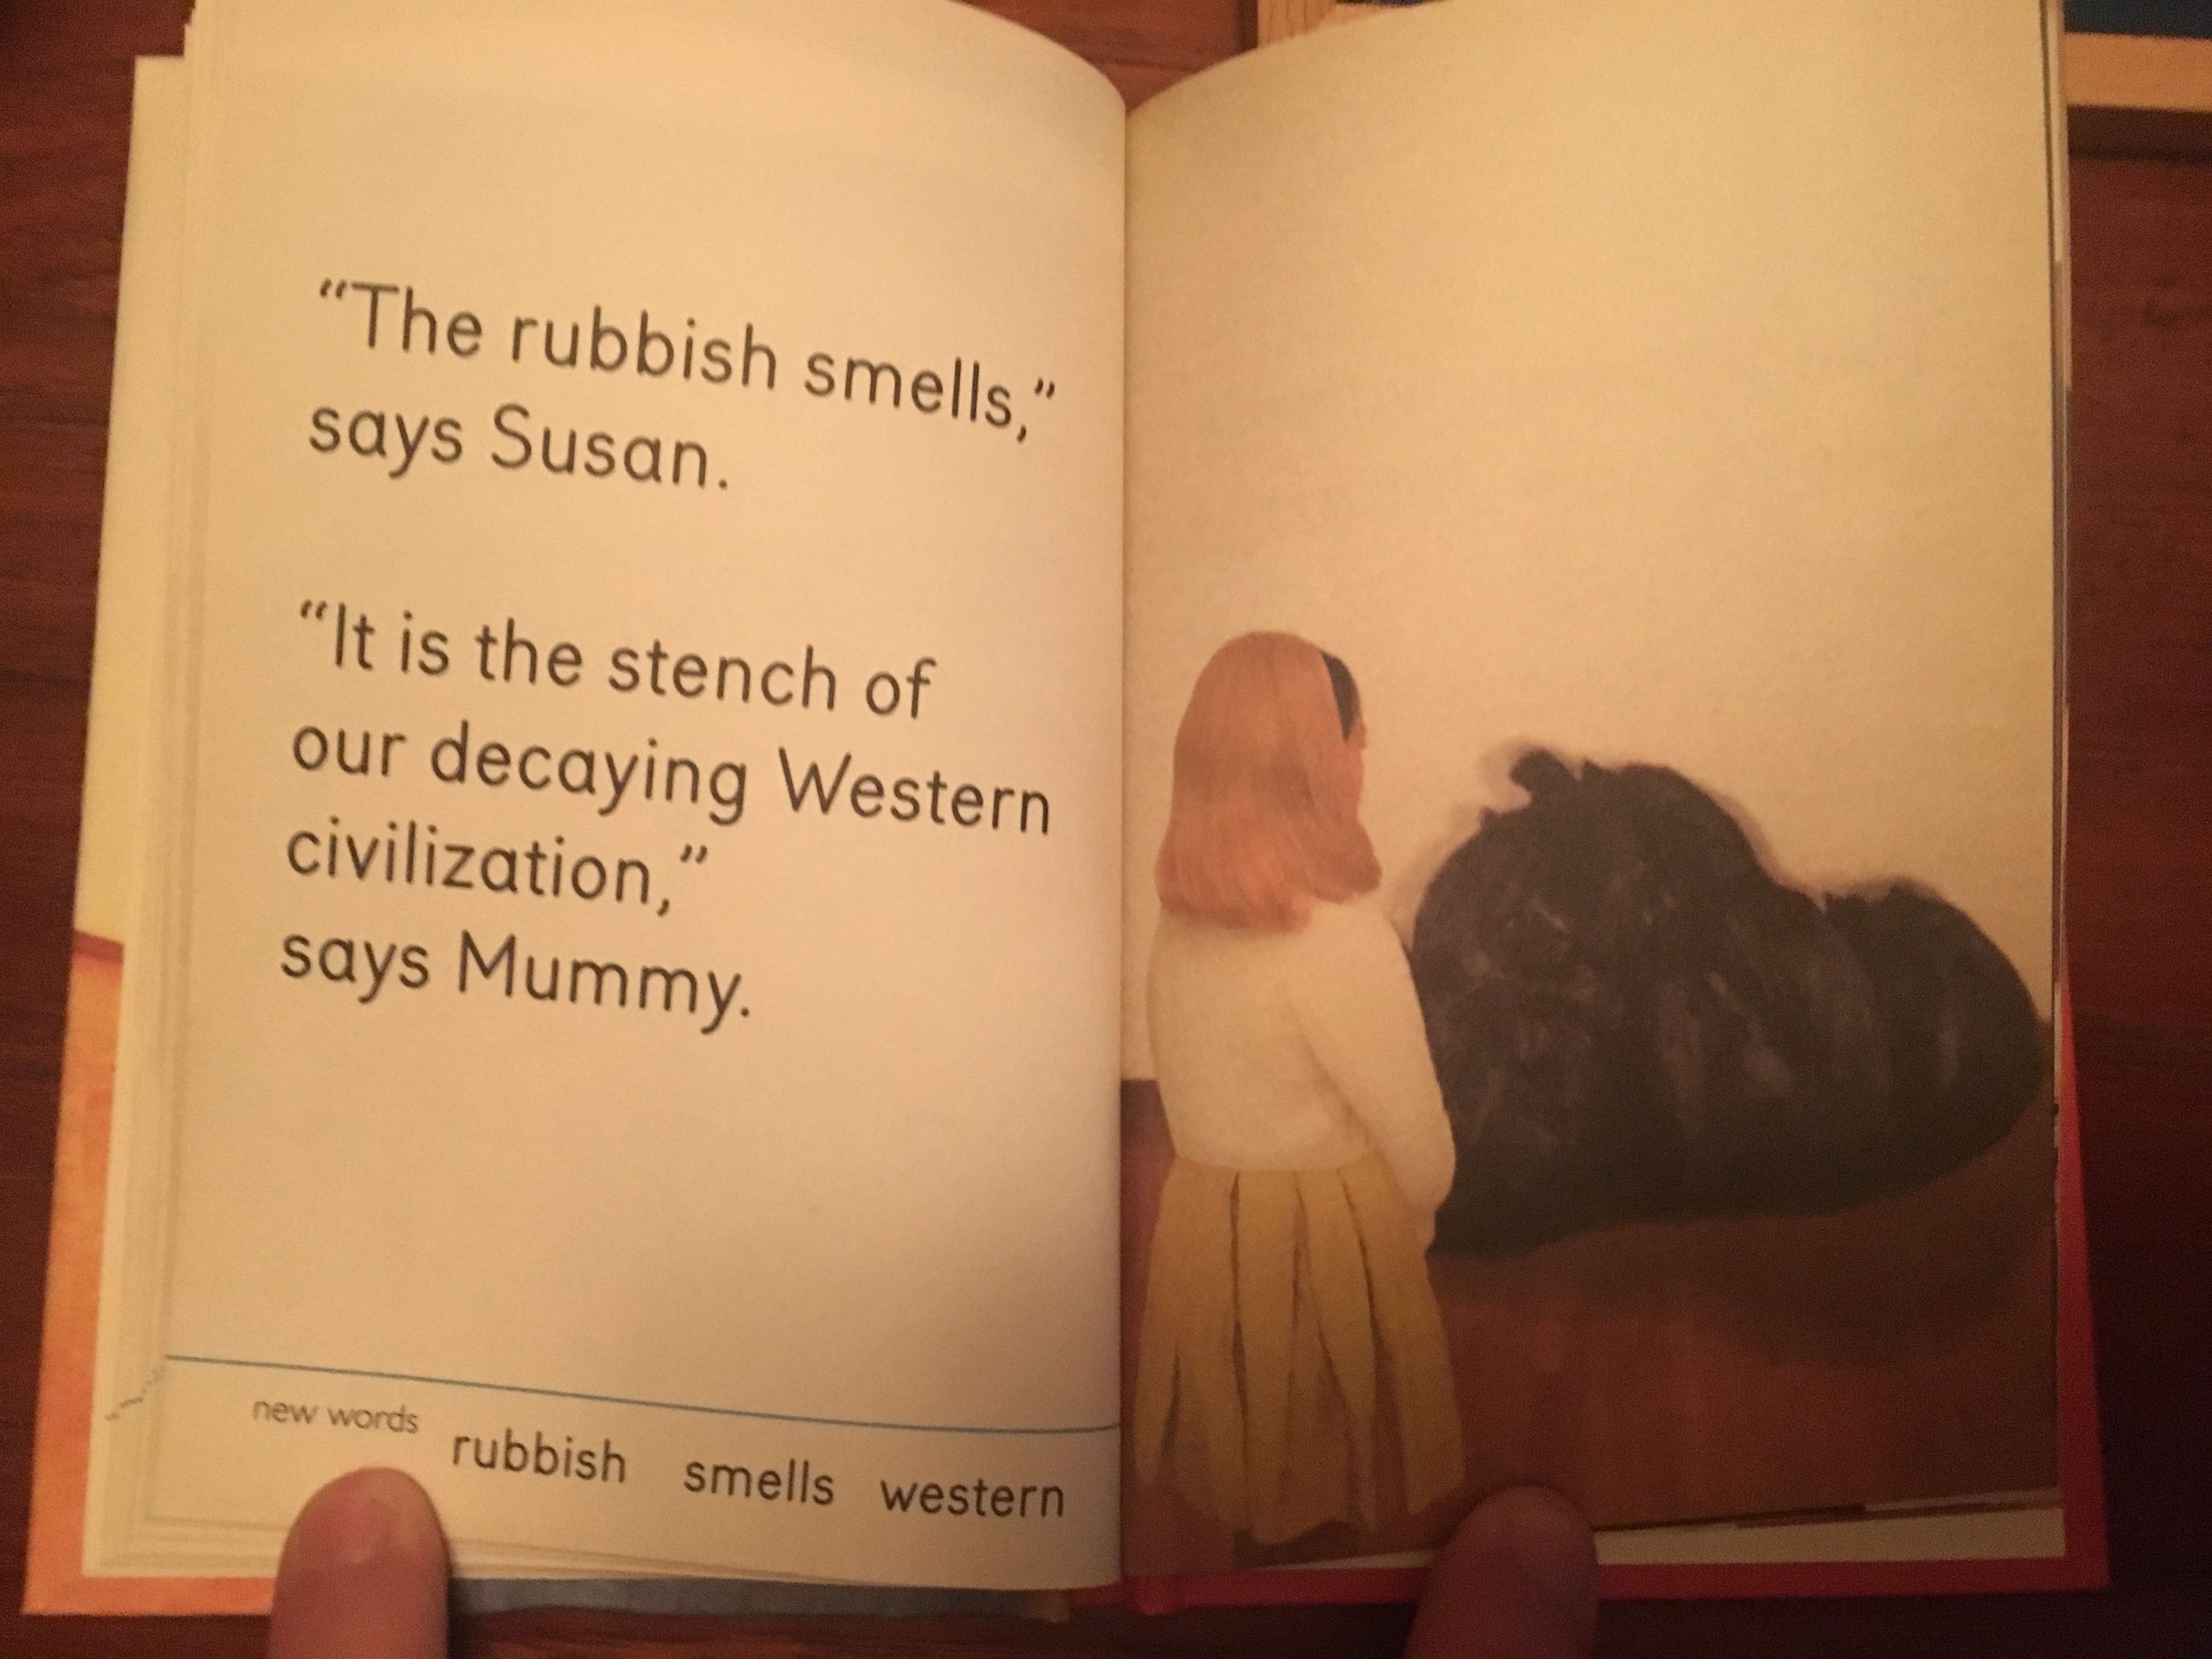 "The rubbish smells,"
says Susan.
"It is the stench of
our decaying Western
civilization,"
says Mummy.
new words rubbish smells western